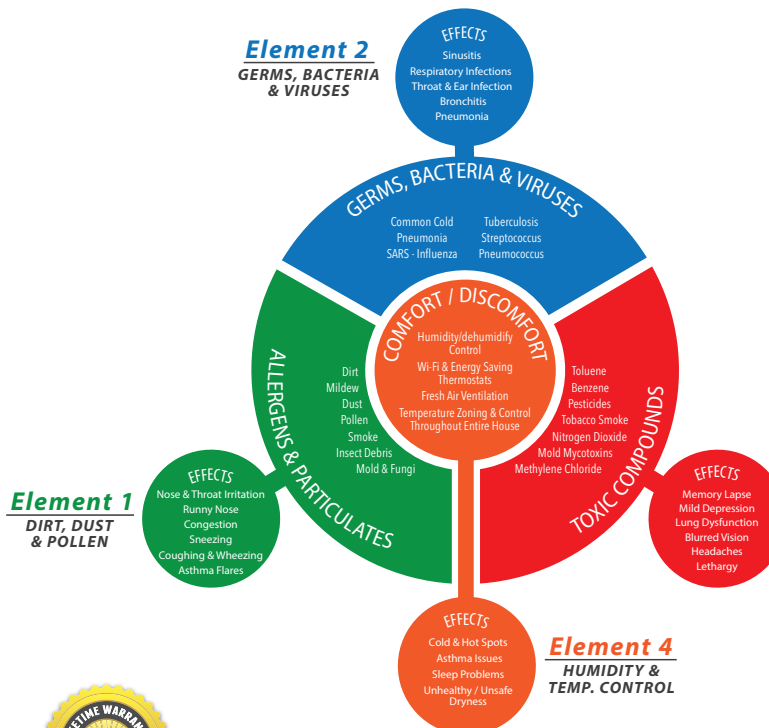 Element 2
GERMS, BACTERIA
& VIRUSES
EFFECTS
Sinusitis
Respiratory Infections
Throat & Ear Infection
Bronchitis
Pneumonia
GERMS, BACTERIA & VIRUSES
Common Cold
Pneumonia
SARS - Influenza
Tuberculosis
Streptococcus
Pneumococcus
COMFORT / DISCOMFORT
Humidity/dehumidify
Control
Wi-Fi & Energy Saving
Thermostats
Fresh Air Ventilation
Temperature Zoning & Control
Throughout Entire House
ALLERGENS & PARTICULATES
Dirt
Mildew
Dust
Pollen
Smoke
Insect Debris
Mold & Fungi
TOXIC COMPOUNDS
Toluene
Benzene
Pesticides
Tobacco Smoke
Nitrogen Dioxide
Mold Mycotoxins
Methylene Chloride
Element 1
DIRT, DUST
& POLLEN
EFFECTS
Nose & Throat Irritation
Runny Nose
Congestion
Sneezing
Coughing & Wheezing
Asthma Flares
EFFECTS
Memory Lapse
Mild Depression
Lung Dysfunction
Blurred Vision
Headaches
Lethargy
EFFECTS
Cold & Hot Spots
Asthma Issues
Sleep Problems
Unhealthy / Unsafe
Dryness
Element 4
HUMIDITY &
TEMP. CONTROL